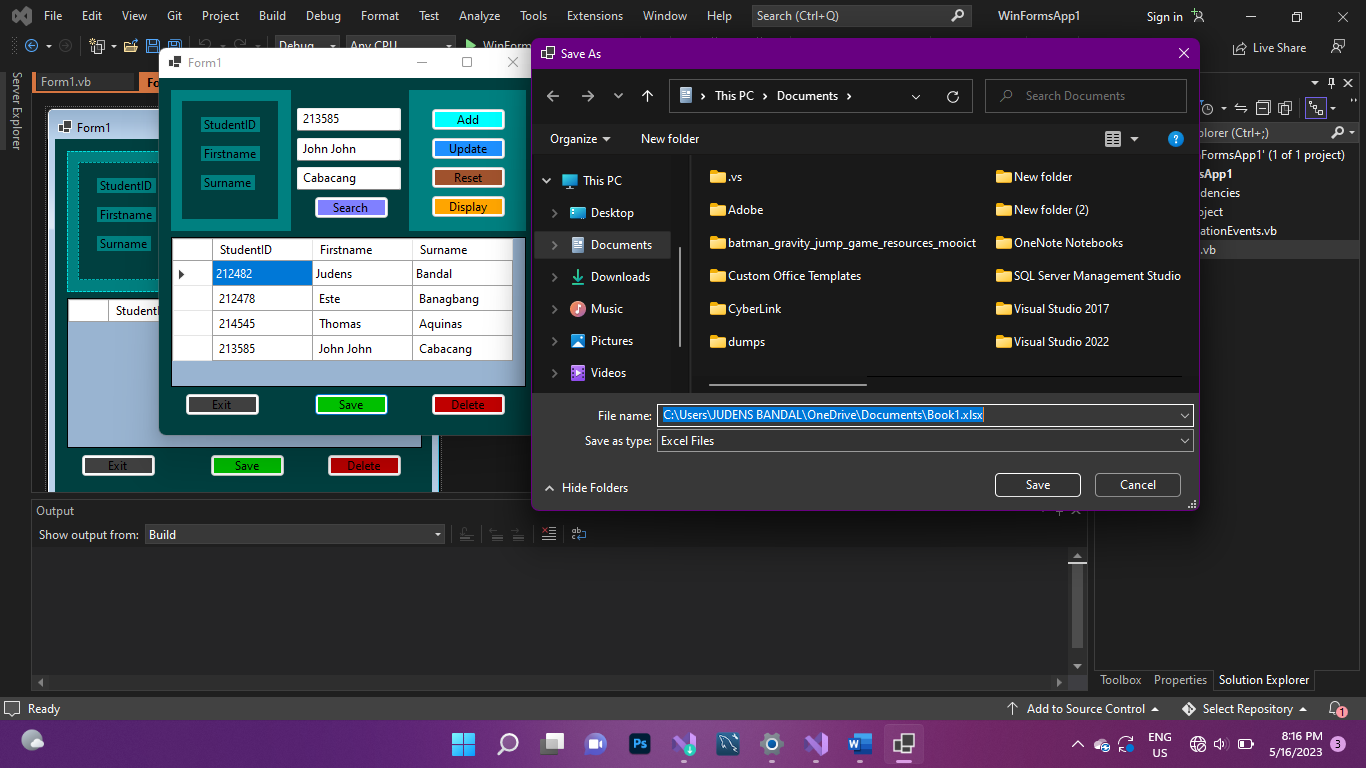 File Edit View Git Project Build Debug Format Test Analyze Tools Extensions Window Help Search (Ctrl+Q) WinFormsApp1 Sign in
Debug Any CPU WinForm
Live Share
Server Explorer
Form1.vb
Fo
Form1
StudentID
Firstname
Surname
StudentI
Exit
Save
Delete
Form1
StudentID
Firstname
Surname
213585
John John
Cabacang
Search
Add
Update
Reset
Display
StudentID Firstname Surname
212482 Judens Bandal
212478 Este Banagbang
214545 Thomas Aquinas
213585 John John Cabacang
Exit
Save
Delete
Save As
This PC Documents
Search Documents
Organize New folder
This PC
Desktop
Documents
Downloads
Music
Pictures
Videos
.vs
Adobe
batman_gravity_jump_game_resources_mooict
Custom Office Templates
CyberLink
dumps
New folder
New folder (2)
OneNote Notebooks
SQL Server Management Studio
Visual Studio 2017
Visual Studio 2022
File name: C:\Users\JUDENS BANDAL\OneDrive\Documents\Book1.xlsx
Save as type: Excel Files
Hide Folders
Save
Cancel
plorer (Ctrl+;)
nFormsApp1' (1 of 1 project)
sApp1
ndencies
oject
ationEvents.vb
.vb
Output
Show output from: Build
Toolbox Properties Solution Explorer
Ready
Add to Source Control
Select Repository
1
Ps
W
ENG
US
8:16 PM
5/16/2023
3